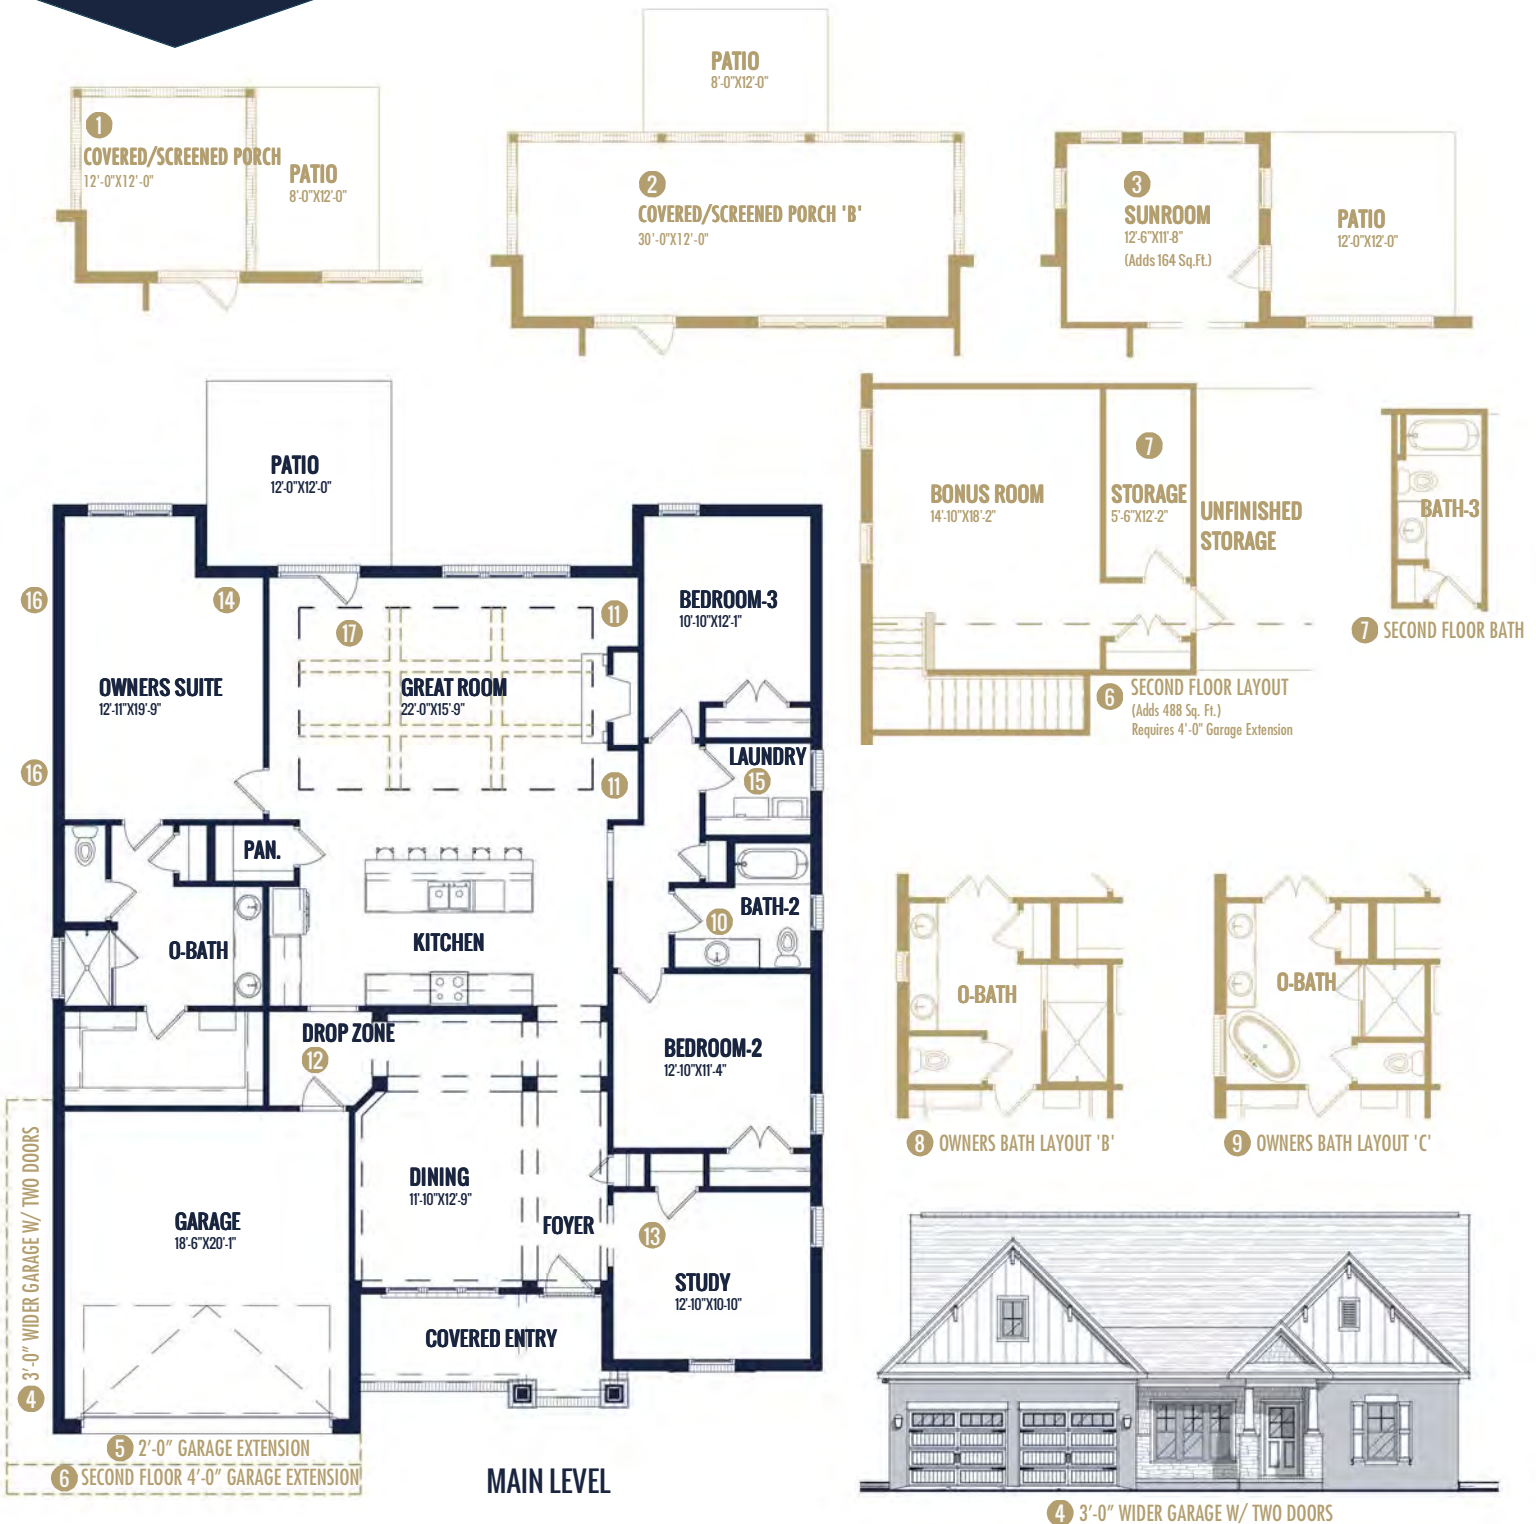 1
COVERED/SCREENED PORCH
12'-0"X12'-0"
PATIO
8'-0"X12'-0"
PATIO
8'-0"X12'-0"
2
COVERED/SCREENED PORCH 'B'
30'-0"X12'-0"
3
SUNROOM
12'-6"X11'-8"
(Adds 164 Sq.Ft.)
PATIO
12'-0"X12'-0"
PATIO
12'-0"X12'-0"
16
14
OWNERS SUITE
12'-11"X19'-9"
16
17
GREAT ROOM
22'-0"X15'-9"
11
11
BEDROOM-3
10'-10"X12'-1"
LAUNDRY
15
PAN.
O-BATH
KITCHEN
10
BATH-2
DROP ZONE
12
BEDROOM-2
12'-10"X11'-4"
DINING
11'-10"X12'-9"
FOYER
13
STUDY
12'-10"X10-10"
GARAGE
18'-6"X20'-1"
COVERED ENTRY
4 3'-0" WIDER GARAGE W/ TWO DOORS
5 2'-0" GARAGE EXTENSION
6 SECOND FLOOR 4'-0" GARAGE EXTENSION
MAIN LEVEL
BONUS ROOM
14'-10"X18'-2"
7
STORAGE
5'-6"X12'-2"
UNFINISHED
STORAGE
6 SECOND FLOOR LAYOUT
(Adds 488 Sq. Ft.)
Requires 4'-0" Garage Extension
BATH-3
7 SECOND FLOOR BATH
O-BATH
8 OWNERS BATH LAYOUT 'B'
O-BATH
9 OWNERS BATH LAYOUT 'C'
4 3'-0" WIDER GARAGE W/ TWO DOORS